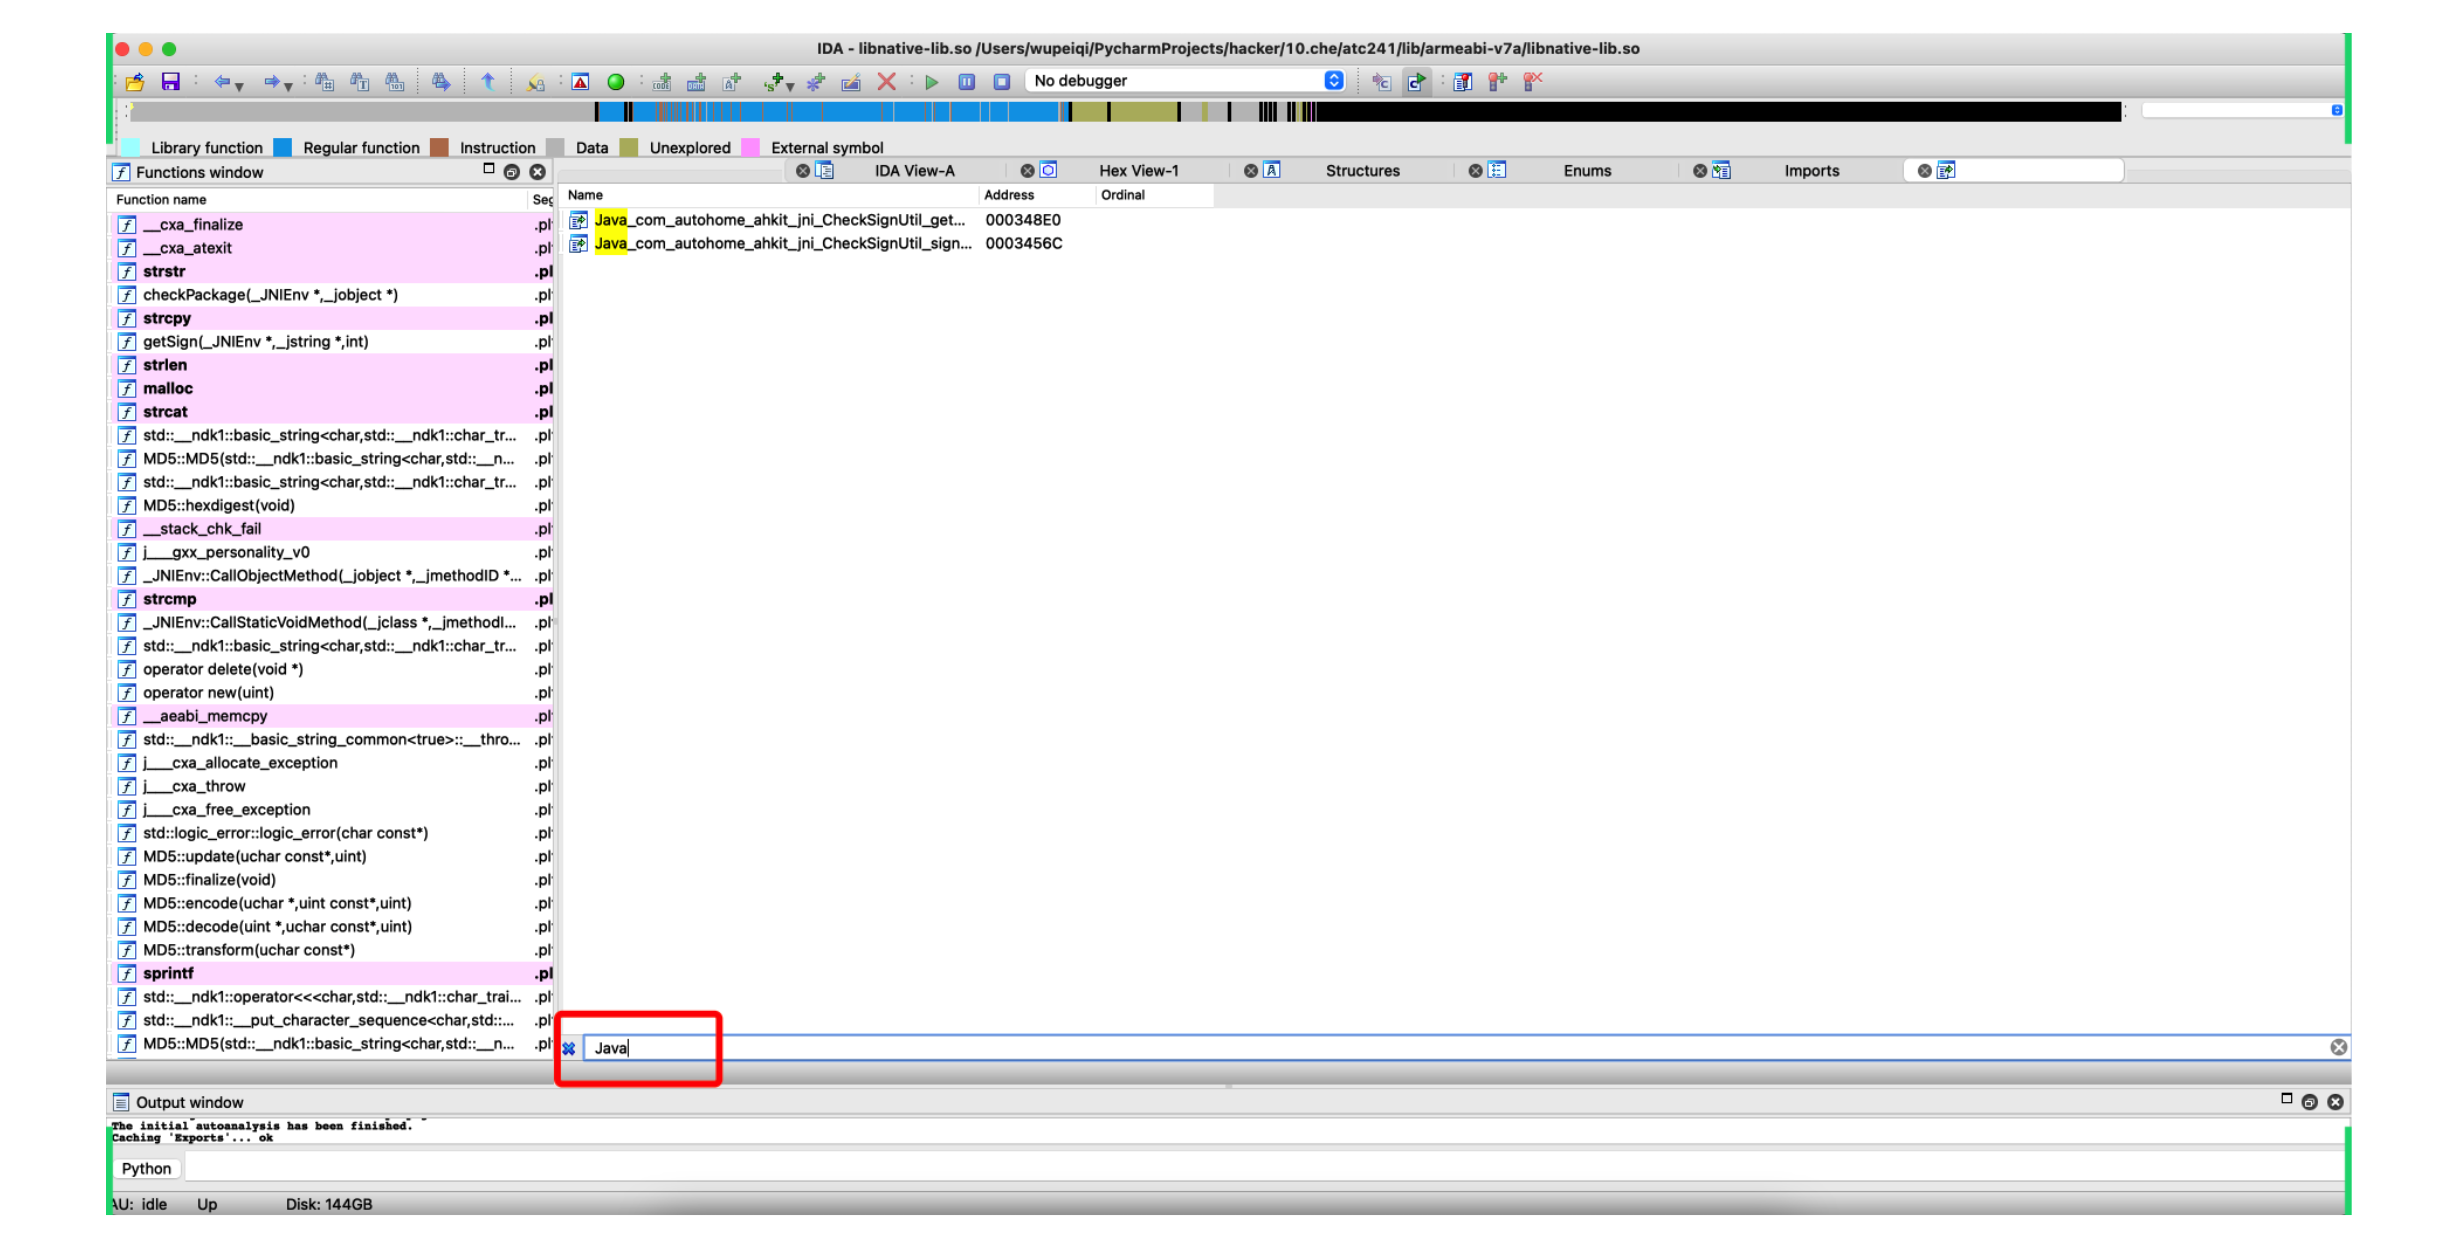 IDA - libnative-lib.so /Users/wupeiqi/PycharmProjects/hacker/10.che/atc241/lib/armeabi-v7a/libnative-lib.so
No debugger
Library function Regular function Instruction Data Unexplored External symbol
Functions window
IDA View-A Hex View-1 Structures Enums Imports
Function name Seg
Name Address Ordinal
Java_com_autohome_ahkit_jni_CheckSignUtil_get... 000348E0
Java_com_autohome_ahkit_jni_CheckSignUtil_sign... 0003456C
__cxa_finalize .pl
__cxa_atexit .pl
strstr .pl
checkPackage(_JNIEnv *,_jobject *) .pl
strcpy .pl
getSign(_JNIEnv *,_jstring *,int) .pl
strlen .pl
malloc .pl
strcat .pl
std::__ndk1::basic_string<char,std::__ndk1::char_tr... .pl
MD5::MD5(std::__ndk1::basic_string<char,std::__n... .pl
std::__ndk1::basic_string<char,std::__ndk1::char_tr... .pl
MD5::hexdigest(void) .pl
__stack_chk_fail .pl
j___gxx_personality_v0 .pl
_JNIEnv::CallObjectMethod(_jobject *,_jmethodID *... .pl
strcmp .pl
_JNIEnv::CallStaticVoidMethod(_jclass *,_jmethodI... .pl
std::__ndk1::basic_string<char,std::__ndk1::char_tr... .pl
operator delete(void *) .pl
operator new(uint) .pl
__aeabi_memcpy .pl
std::__ndk1::__basic_string_common<true>::__thro... .pl
j___cxa_allocate_exception .pl
j___cxa_throw .pl
j___cxa_free_exception .pl
std::logic_error::logic_error(char const*) .pl
MD5::update(uchar const*,uint) .pl
MD5::finalize(void) .pl
MD5::encode(uchar *,uint const*,uint) .pl
MD5::decode(uint *,uchar const*,uint) .pl
MD5::transform(uchar const*) .pl
sprintf .pl
std::__ndk1::operator<<<char,std::__ndk1::char_trai... .pl
std::__ndk1::__put_character_sequence<char,std::... .pl
MD5::MD5(std::__ndk1::basic_string<char,std::__n... .pl
Java
Output window
The initial autoanalysis has been finished.
Caching 'Exports'... ok
Python
AU: idle Up Disk: 144GB